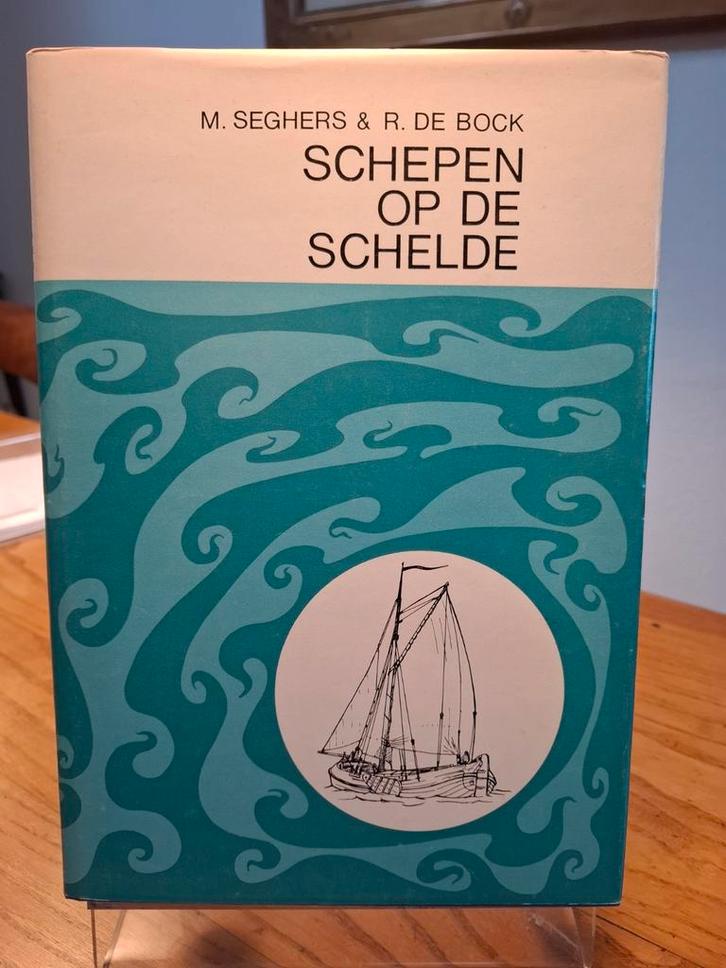 M. SEGHERS & R. DE BOCK
SCHEPEN
OP DE
SCHELDE